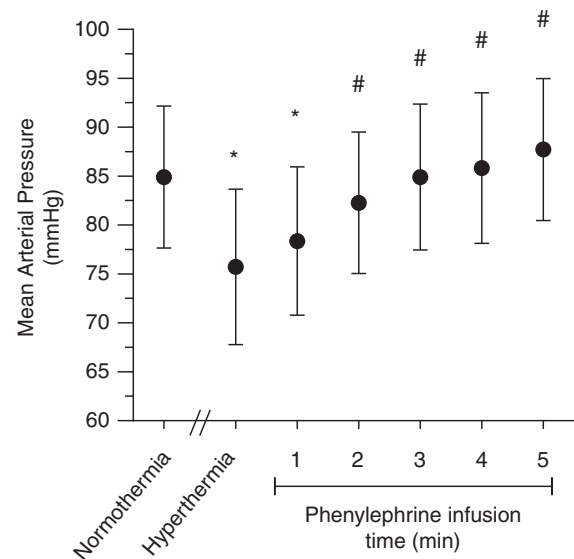 100
95
90
85
80
75
70
65
60
Mean Arterial Pressure
(mmHg)
*
*
#
#
#
#
Normothermia
Hyperthermia
1 2 3 4 5
Phenylephrine infusion
time (min)